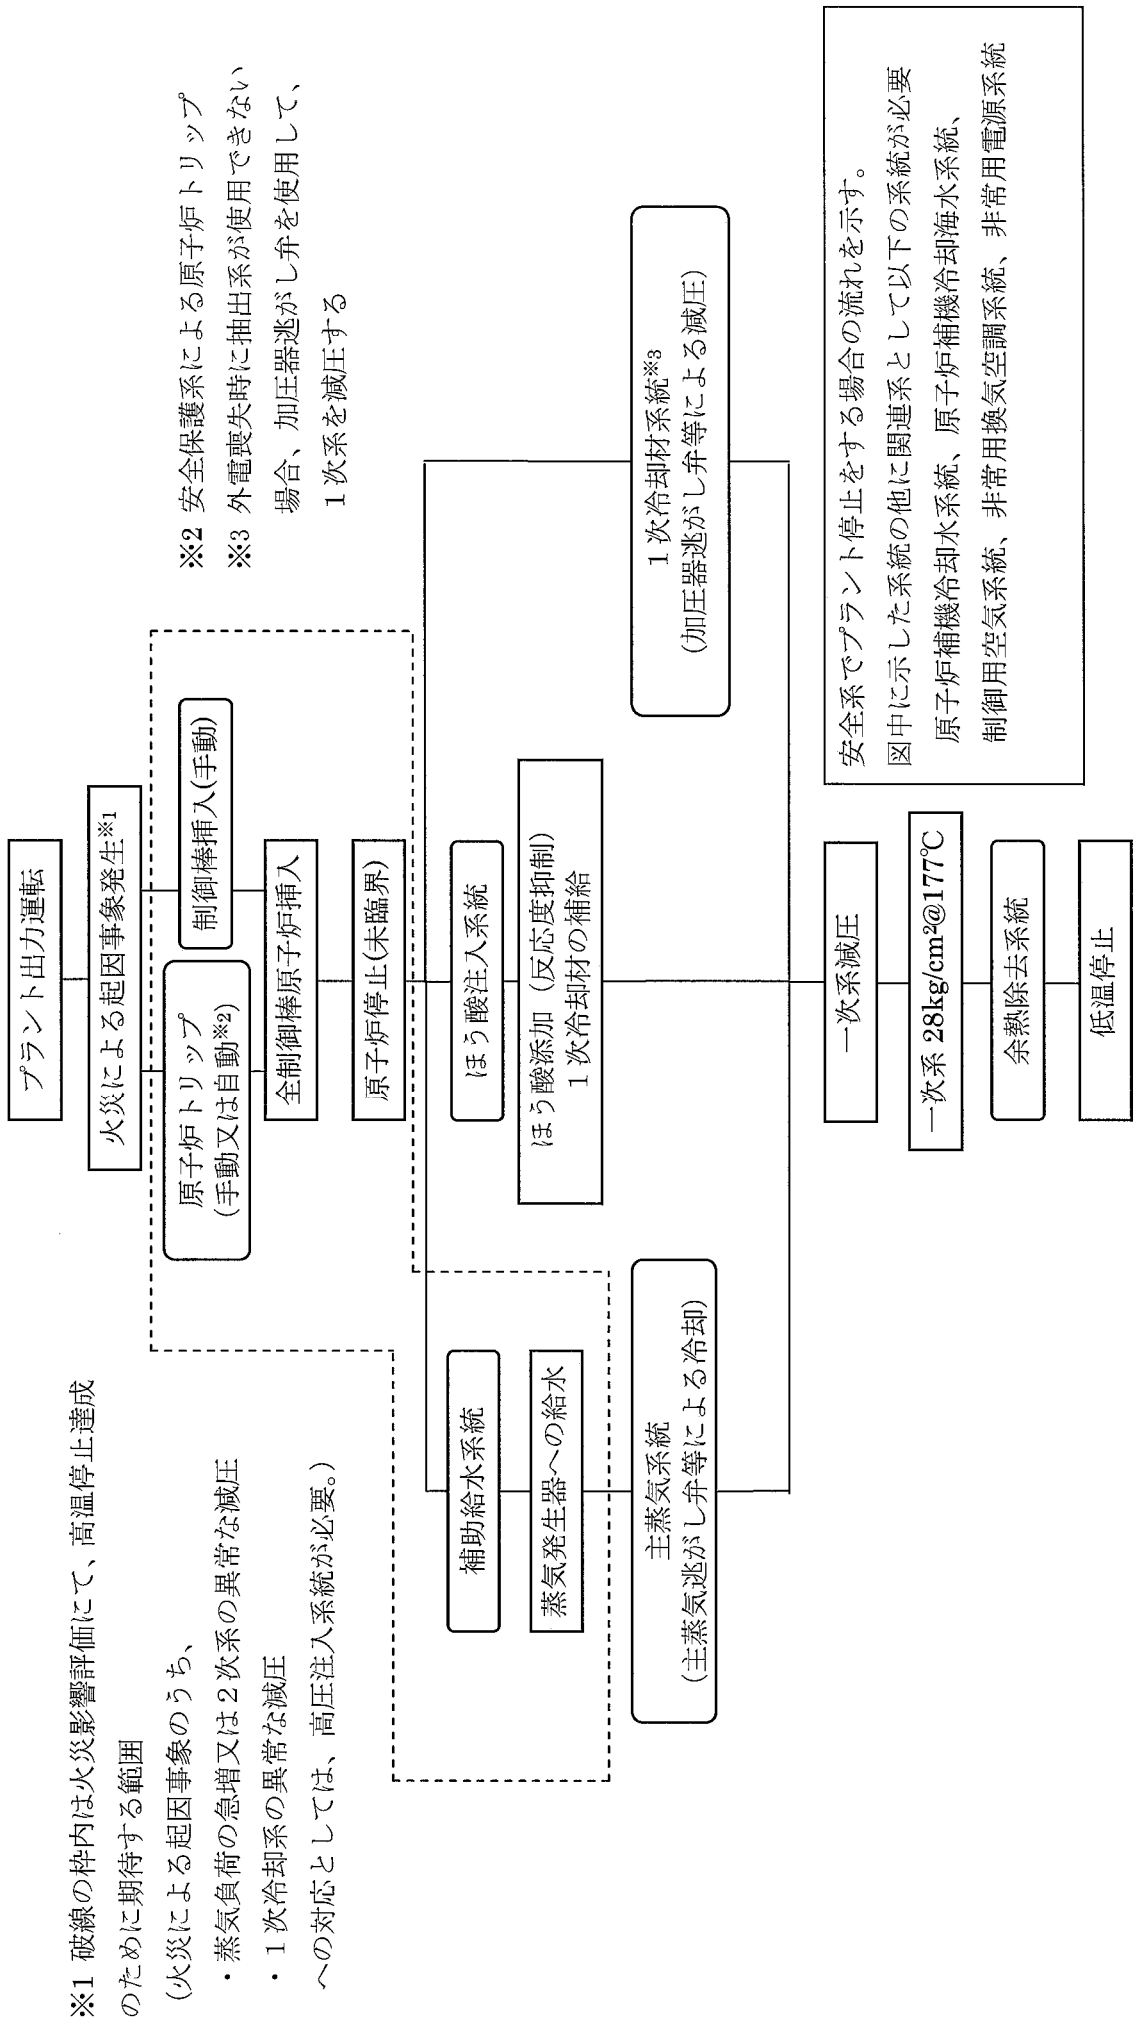 ※1 破線の枠内は火災影響評価にて、高温停止達成
のために期待する範囲
(火災による起因事象のうち、
・蒸気負荷の急増又は2次系の異常な減圧
・1次冷却系の異常な減圧
への対応としては、高圧注入系統が必要。)
プラント出力運転
火災による起因事象発生※1
原子炉トリップ
(手動又は自動※2)
制御棒挿入(手動)
全制御棒原子炉挿入
原子炉停止(未臨界)
※2 安全保護系による原子炉トリップ
※3 外電喪失時に抽出系が使用できない
場合、加圧器逃がし弁を使用して、
1次系を減圧する
補助給水系統
蒸気発生器への給水
主蒸気系統
(主蒸気逃がし弁等による冷却)
ほう酸注入系統
ほう酸添加(反応度抑制)
1次冷却材の補給
1次冷却材系統※3
(加圧器逃がし弁等による減圧)
一次系減圧
一次系 28kg/cm²@177℃
余熱除去系統
低温停止
安全系でプラント停止をする場合の流れを示す。
図中に示した系統の他に関連系として以下の系統が必要
原子炉補機冷却水系統、原子炉補機冷却海水系統、
制御用空気系統、非常用換気空調系統、非常用電源系統